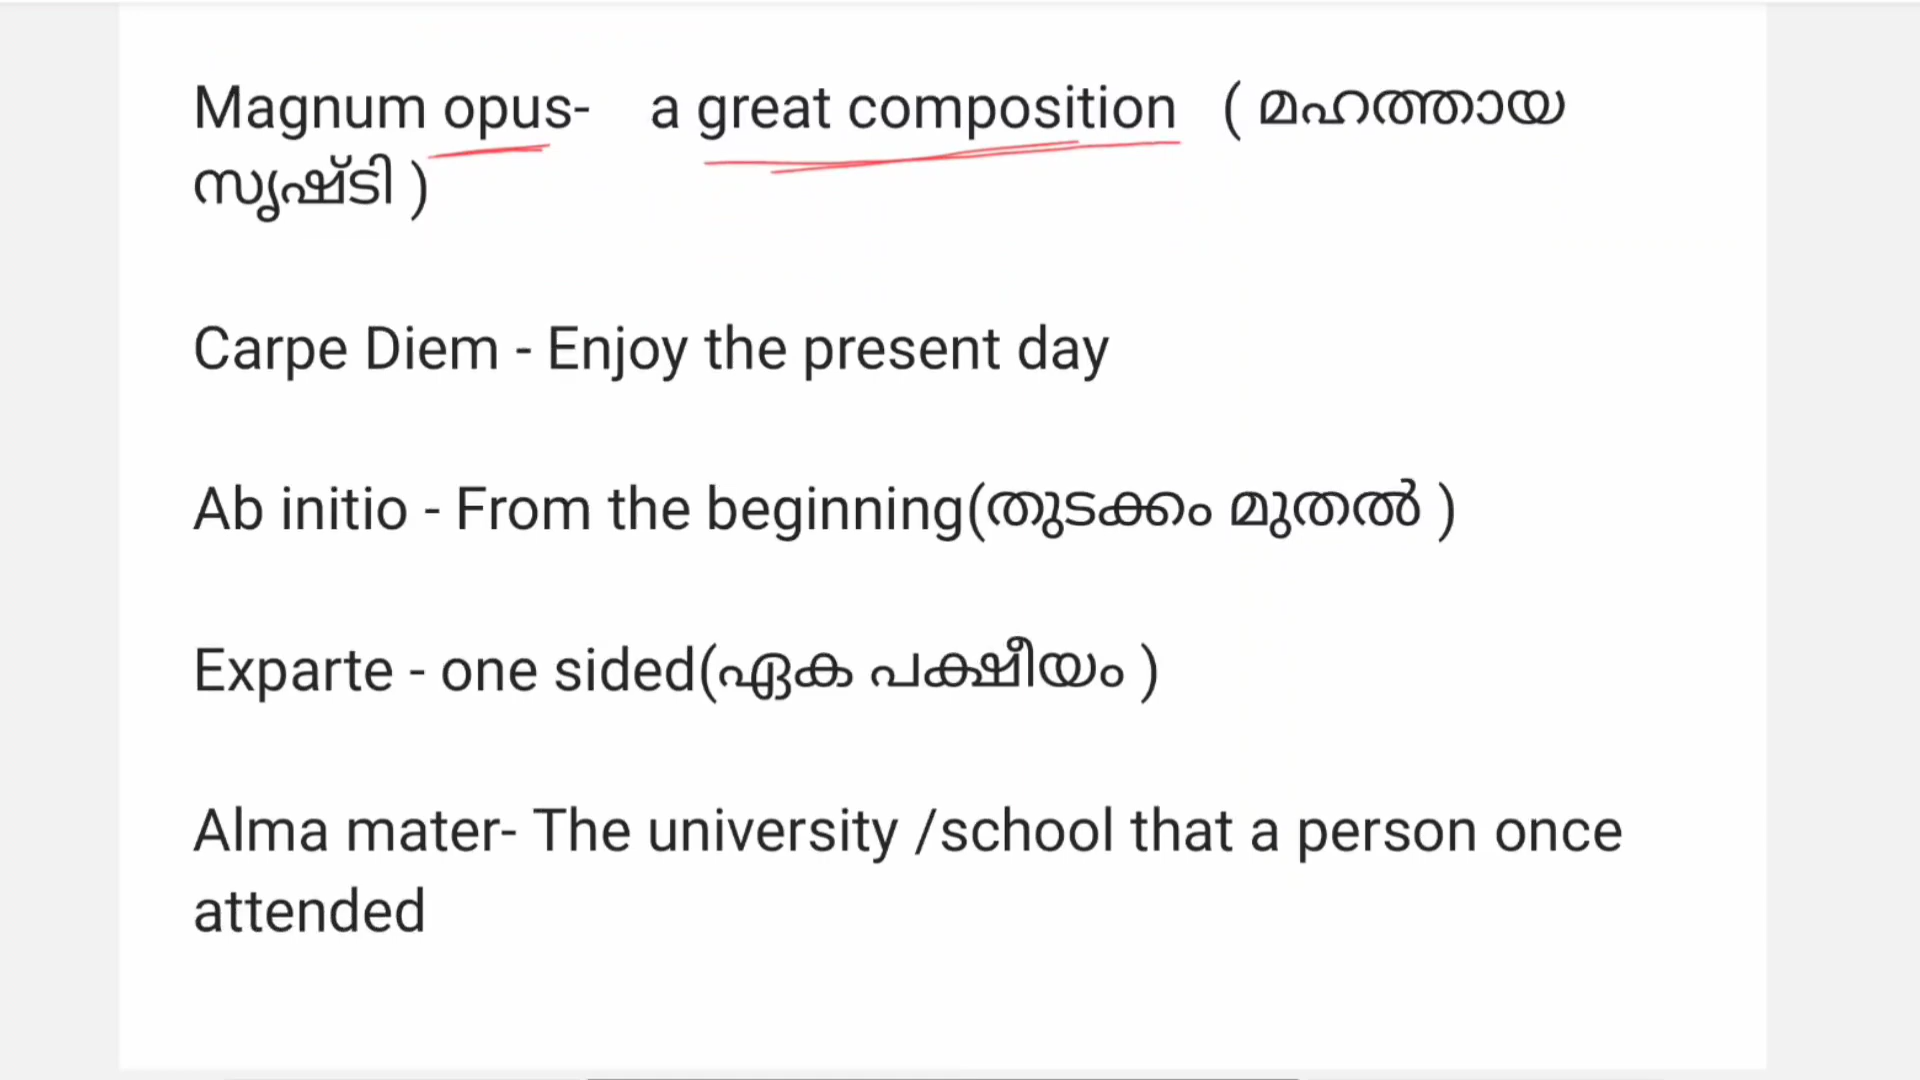 Magnum opus- a great composition ( മഹത്തായ
സൃഷ്ടി )
Carpe Diem - Enjoy the present day
Ab initio - From the beginning(തുടക്കം മുതൽ )
Exparte - one sided(ഏക പക്ഷീയം )
Alma mater- The university /school that a person once
attended